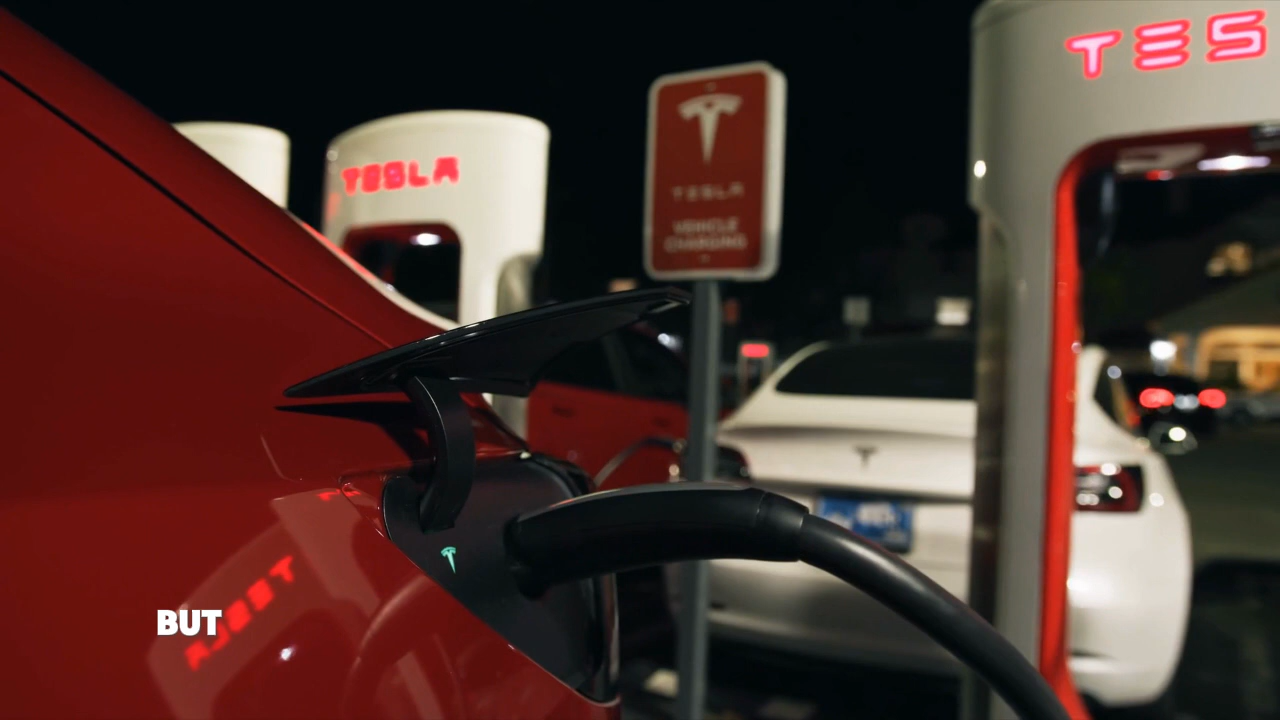 TES
TESLA
TESLA
VEHICLE
CHARGING
TESLA
BUT